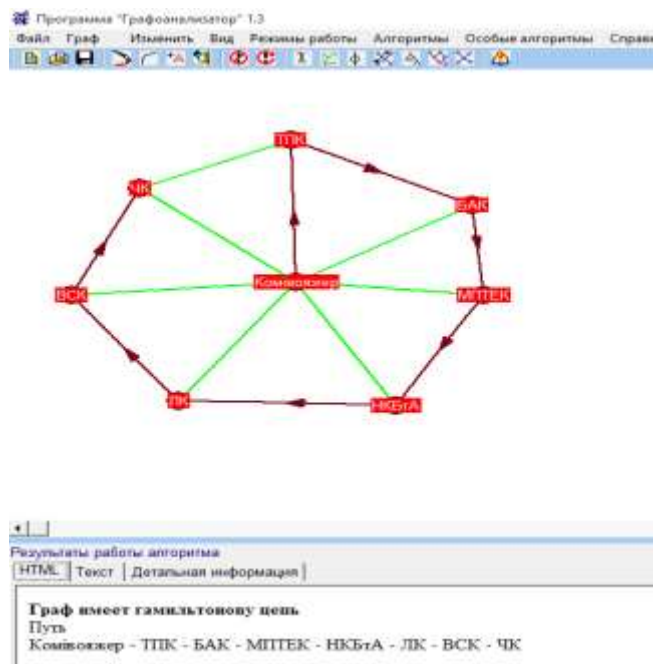 Программа "Графоанализатор" 1.3
Файл Граф Изменить Вид Режимы работы Алгоритмы Особые алгоритмы Справк
ТПК
ЧК
БАК
Комівояжер
ВСК
МПТЕК
ЛК
НКБтА
Результаты работы алгоритма
HTML Текст Детальная информация
Граф имеет гамильтонову цепь
Путь
Комівояжер - ТПК - БАК - МПТЕК - НКБтА - ЛК - ВСК - ЧК